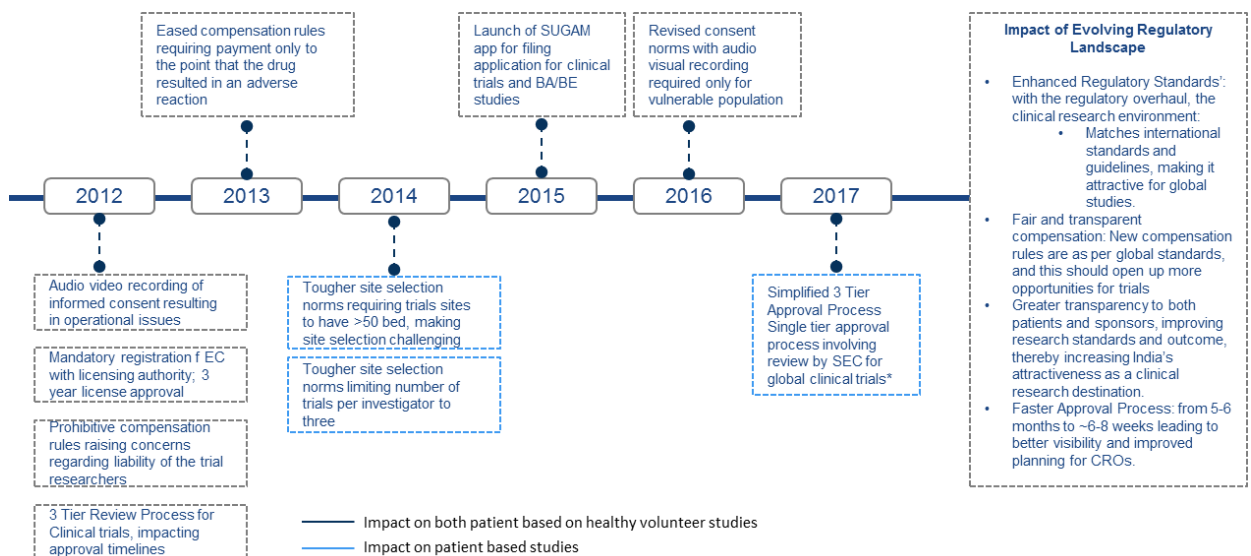 Eased compensation rules
requiring payment only to
the point that the drug
resulted in an adverse
reaction
Launch of SUGAM
app for filing
application for clinical
trials and BA/BE
studies
Revised consent
norms with audio
visual recording
required only for
vulnerable population
2012
2013
2014
2015
2016
2017
Audio video recording of
informed consent resulting
in operational issues
Mandatory registration f EC
with licensing authority; 3
year license approval
Prohibitive compensation
rules raising concerns
regarding liability of the trial
researchers
3 Tier Review Process for
Clinical trials, impacting
approval timelines
Tougher site selection
norms requiring trials sites
to have >50 bed, making
site selection challenging
Tougher site selection
norms limiting number of
trials per investigator to
three
Simplified 3 Tier
Approval Process
Single tier approval
process involving
review by SEC for
global clinical trials*
Impact of Evolving Regulatory
Landscape
• Enhanced Regulatory Standards':
with the regulatory overhaul, the
clinical research environment:
• Matches international
standards and
guidelines, making it
attractive for global
studies.
• Fair and transparent
compensation: New compensation
rules are as per global standards,
and this should open up more
opportunities for trials
• Greater transparency to both
patients and sponsors, improving
research standards and outcome,
thereby increasing India's
attractiveness as a clinical
research destination.
• Faster Approval Process: from 5-6
months to ~6-8 weeks leading to
better visibility and improved
planning for CROs.
Impact on both patient based on healthy volunteer studies
Impact on patient based studies